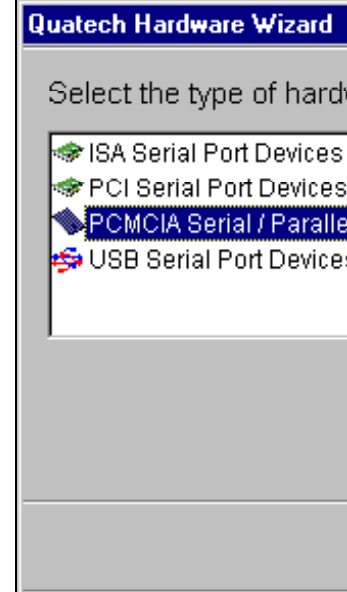 Quatech Hardware Wizard
Select the type of hard
ISA Serial Port Devices
PCI Serial Port Devices
PCMCIA Serial / Paralle
USB Serial Port Devices